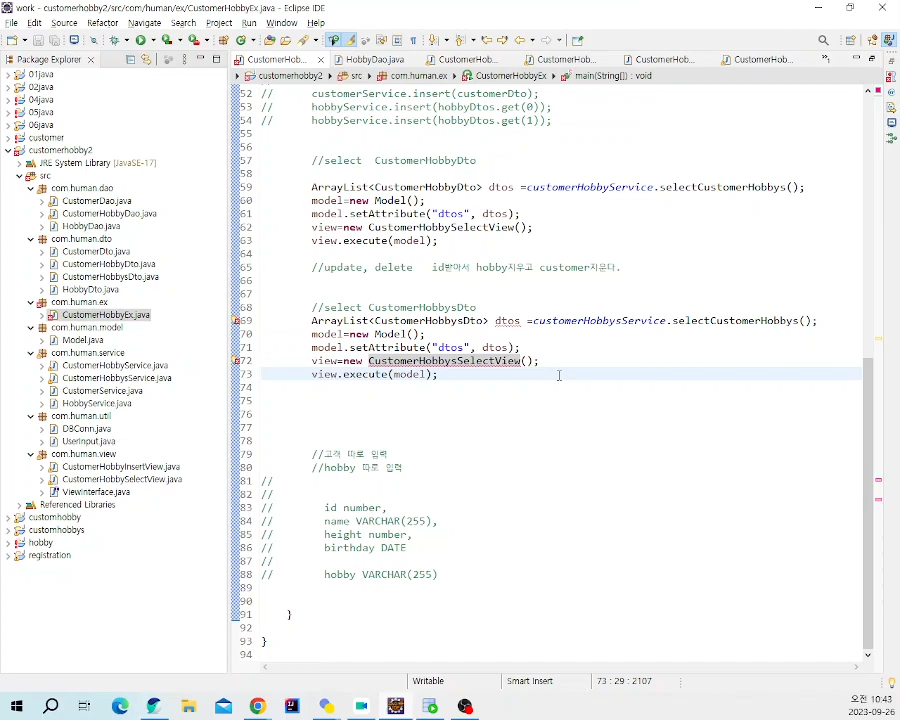 work - customerhobby2/src/com/human/ex/CustomerHobbyEx.java - Eclipse IDE
File Edit Source Refactor Navigate Search Project Run Window Help
Package Explorer
CustomerHob...
HobbyDao.java
CustomerHob...
CustomerHob...
CustomerHob...
CustomerHob...
customerhobby2 src com.human.ex CustomerHobbyEx main(String[]) : void
01java
02java
04java
05java
06java
customer
customerhobby2
JRE System Library [JavaSE-17]
src
com.human.dao
CustomerDao.java
CustomerHobbyDao.java
HobbyDao.java
com.human.dto
CustomerDto.java
CustomerHobbyDto.java
CustomerHobbysDto.java
HobbyDto.java
com.human.ex
CustomerHobbyEx.java
com.human.model
Model.java
com.human.service
CustomerHobbyService.java
CustomerHobbysService.java
CustomerService.java
HobbyService.java
com.human.util
DBConn.java
UserInput.java
com.human.view
CustomerHobbyInsertView.java
CustomerHobbySelectView.java
ViewInterface.java
Referenced Libraries
customhobby
customhobbys
hobby
registration
52 // customerService.insert(customerDto);
53 // hobbyService.insert(hobbyDtos.get(0));
54 // hobbyService.insert(hobbyDtos.get(1));
55
56
57 //select CustomerHobbyDto
58
59 ArrayList<CustomerHobbyDto> dtos =customerHobbyService.selectCustomerHobbys();
60 model=new Model();
61 model.setAttribute("dtos", dtos);
62 view=new CustomerHobbySelectView();
63 view.execute(model);
64
65 //update, delete id받아서 hobby지우고 customer지운다.
66
67
68 //select CustomerHobbysDto
69 ArrayList<CustomerHobbysDto> dtos =customerHobbysService.selectCustomerHobbys();
70 model=new Model();
71 model.setAttribute("dtos", dtos);
72 view=new CustomerHobbysSelectView();
73 view.execute(model);
74
75
76
77
78
79 //고객 따로 입력
80 //hobby 따로 입력
81 //
82 //
83 id number,
84 name VARCHAR(255),
85 height number,
86 birthday DATE
87 //
88 // hobby VARCHAR(255)
89
90
91 }
92
93 }
94
Writable Smart Insert 73 : 29 : 2107
오전 10:43
2023-09-26